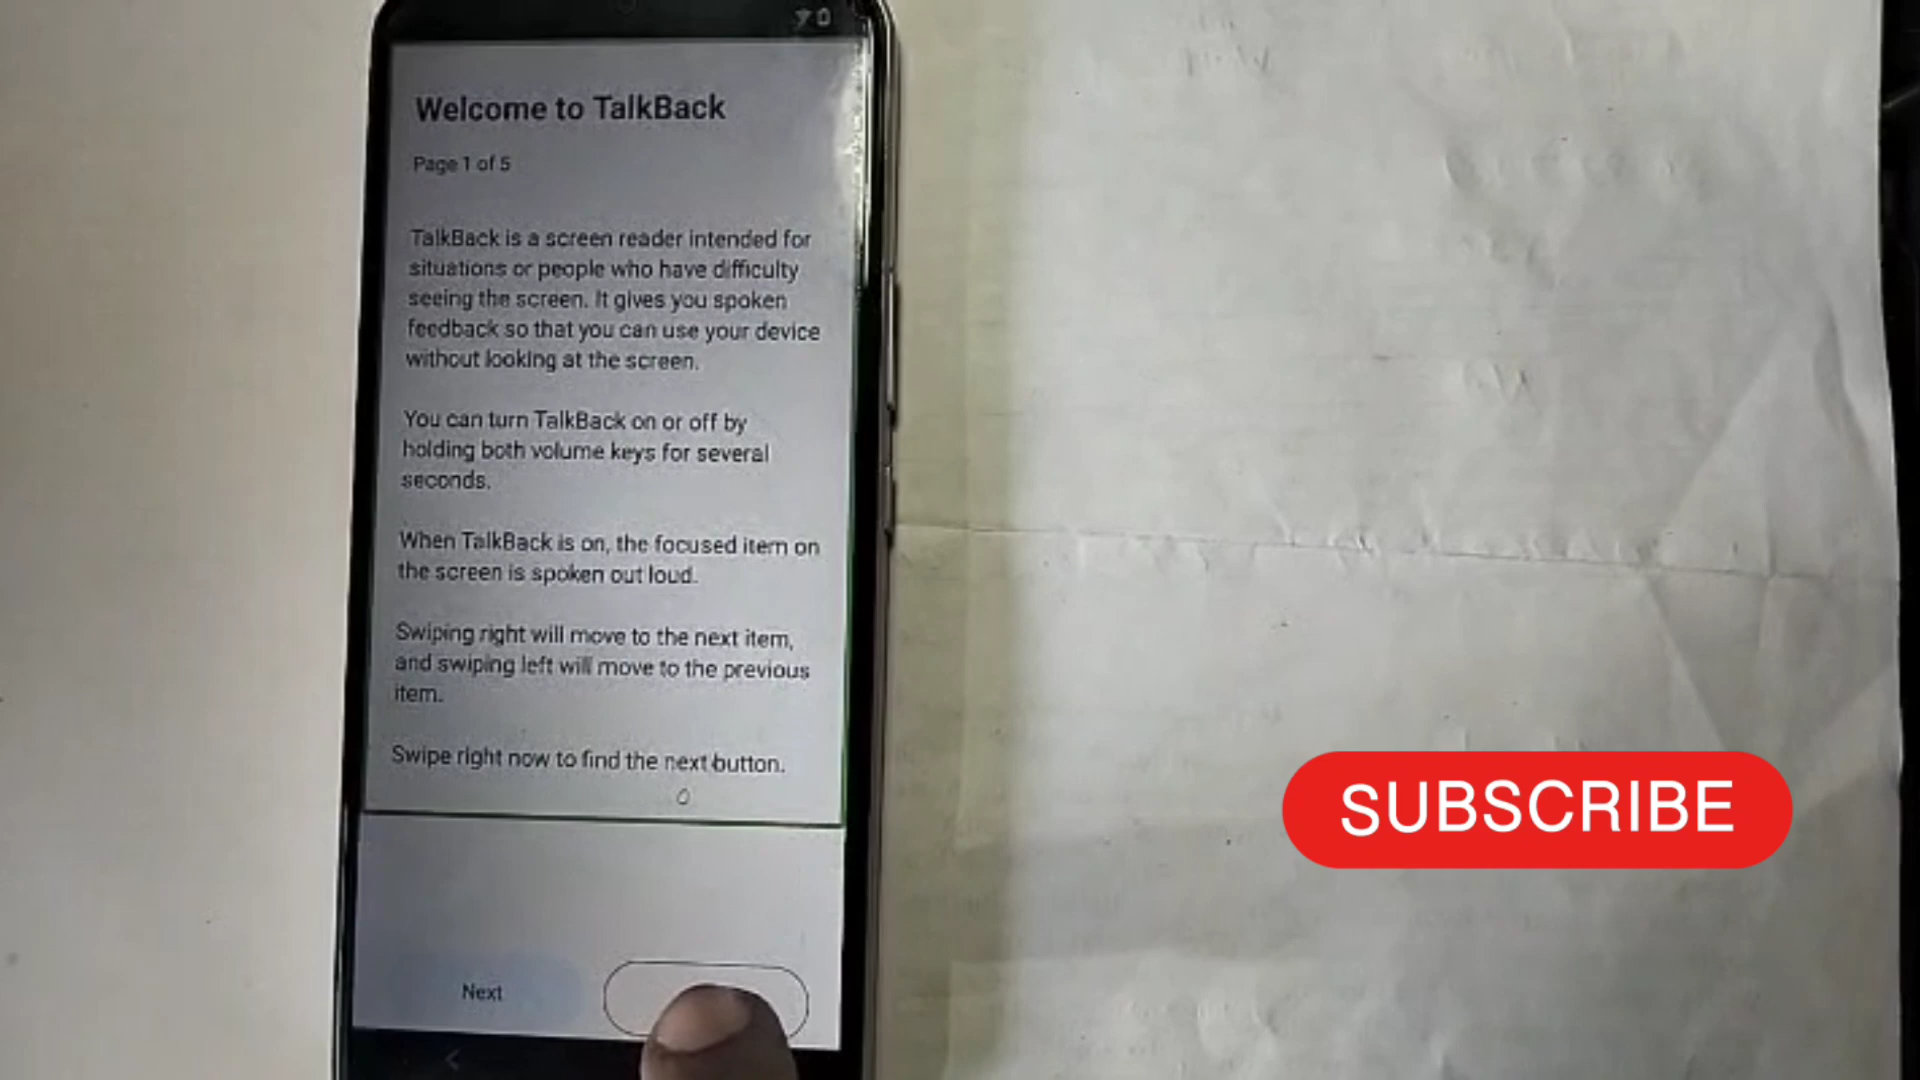 Welcome to TalkBack
Page 1 of 5
TalkBack is a screen reader intended for
situations or people who have difficulty
seeing the screen. It gives you spoken
feedback so that you can use your device
without looking at the screen.
You can turn TalkBack on or off by
holding both volume keys for several
seconds.
When TalkBack is on, the focused item on
the screen is spoken out loud.
Swiping right will move to the next item,
and swiping left will move to the previous
item.
Swipe right now to find the next button.
Next
SUBSCRIBE